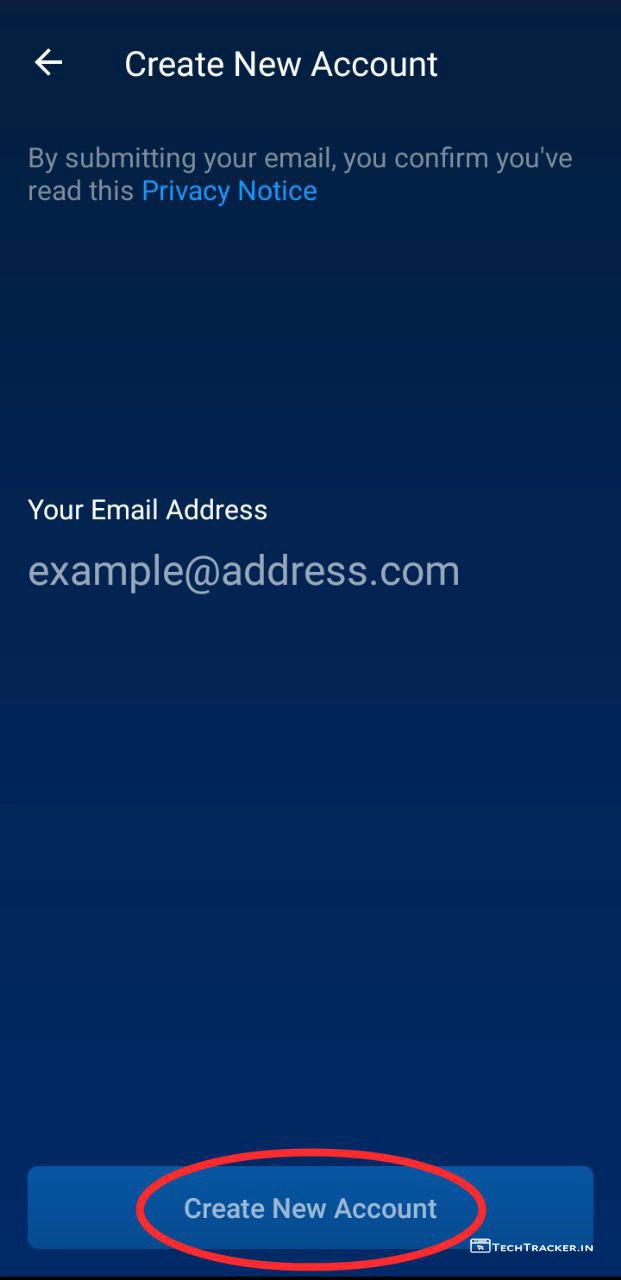 Create New Account
By submitting your email, you confirm you've
read this Privacy Notice
Your Email Address
example@address.com
Create New Account
TECHTRACKER.IN